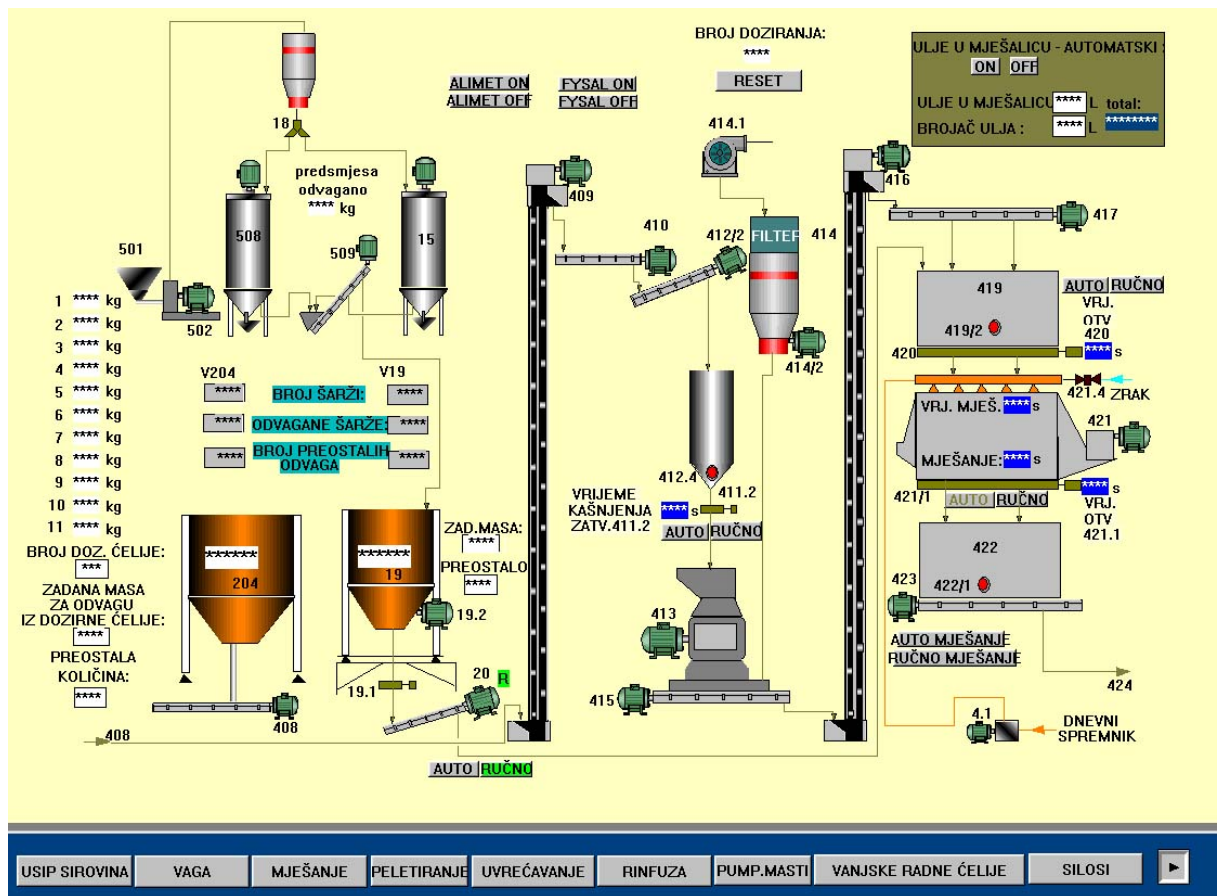 BROJ DOZIRANJA:
****
RESET
ALIMET ON
ALIMET OFF
FYSAL ON
FYSAL OFF
ULJE U MJEŠALICU - AUTOMATSKI :
ON OFF
ULJE U MJEŠALICU **** L total:
BROJAČ ULJA : **** L ********
18
predsmjesa
odvagano
**** kg
508
15
509
501
502
1 **** kg
2 **** kg
3 **** kg
4 **** kg
5 **** kg
6 **** kg
7 **** kg
8 **** kg
9 **** kg
10 **** kg
11 **** kg
BROJ DOZ. ĆELIJE:
***
ZADANA MASA
ZA ODVAGU
IZ DOZIRNE ĆELIJE:
****
PREOSTALA
KOLIČINA:
****
V204 V19
**** BROJ ŠARŽI: ****
**** ODVAGANE ŠARŽE: ****
**** BROJ PREOSTALIH
ODVAGA ****
******
204
******
19
ZAD.MASA:
****
PREOSTALO
****
19.2
19.1
20 R
408
408
AUTO RUČNO
409
410
412/2
414.1
FILTER
414
414/2
412.4
411.2
VRIJEME
KAŠNJENJA
ZATV.411.2
**** s
AUTO RUČNO
413
415
416
417
419
419/2
AUTO RUČNO
VRJ.
OTV
420
**** s
420
421.4
ZRAK
VRJ. MJEŠ. **** s
421
MJEŠANJE: **** s
421/1
AUTO RUČNO
**** s
VRJ.
OTV
421.1
422
422/1
423
AUTO MJEŠANJE
RUČNO MJEŠANJE
424
4.1
DNEVNI
SPREMNIK
USIP SIROVINA
VAGA
MJEŠANJE
PELETIRANJE
UVREĆAVANJE
RINFUZA
PUMP.MASTI
VANJSKE RADNE ĆELIJE
SILOSI